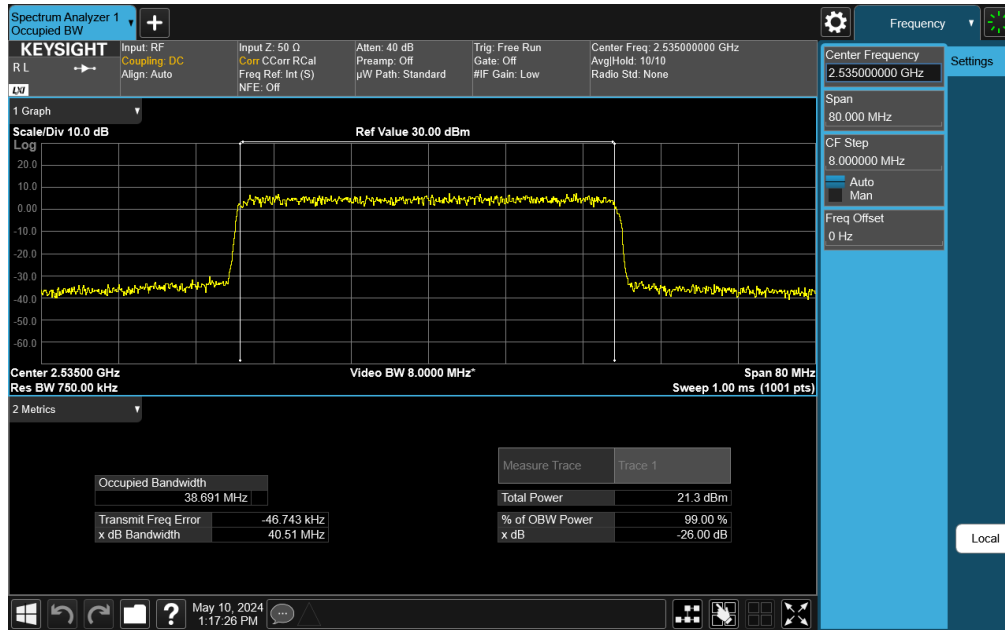 Spectrum Analyzer 1
Occupied BW
Frequency
KEYSIGHT
R L
LXI
Input: RF
Coupling: DC
Align: Auto
Input Z: 50 Ω
Corr CCorr RCal
Freq Ref: Int (S)
NFE: Off
Atten: 40 dB
Preamp: Off
µW Path: Standard
Trig: Free Run
Gate: Off
#IF Gain: Low
Center Freq: 2.535000000 GHz
Avg|Hold: 10/10
Radio Std: None
Center Frequency
2.535000000 GHz
Settings
Span
80.000 MHz
CF Step
8.000000 MHz
Auto
Man
Freq Offset
0 Hz
Local
1 Graph
Scale/Div 10.0 dB
Ref Value 30.00 dBm
Log
20.0
10.0
0.00
-10.0
-20.0
-30.0
-40.0
-50.0
-60.0
Center 2.53500 GHz
Video BW 8.0000 MHz*
Span 80 MHz
Res BW 750.00 kHz
Sweep 1.00 ms (1001 pts)
2 Metrics
Measure Trace
Trace 1
Occupied Bandwidth
38.691 MHz
Total Power
21.3 dBm
Transmit Freq Error
-46.743 kHz
% of OBW Power
99.00 %
x dB Bandwidth
40.51 MHz
x dB
-26.00 dB
May 10, 2024
1:17:26 PM